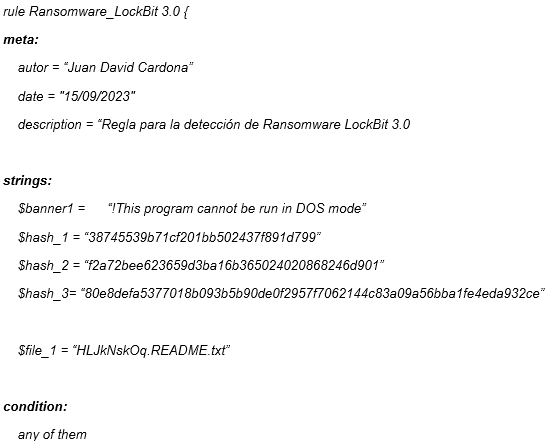 rule Ransomware_LockBit 3.0 {
meta:
autor = “Juan David Cardona”
date = "15/09/2023"
description = “Regla para la detección de Ransomware LockBit 3.0
strings:
$banner1 = “!This program cannot be run in DOS mode”
$hash_1 = “38745539b71cf201bb502437f891d799”
$hash_2 = “f2a72bee623659d3ba16b365024020868246d901”
$hash_3= “80e8defa5377018b093b5b90de0f2957f7062144c83a09a56bba1fe4eda932ce”
$file_1 = “HLJkNskOq.README.txt”
condition:
any of them